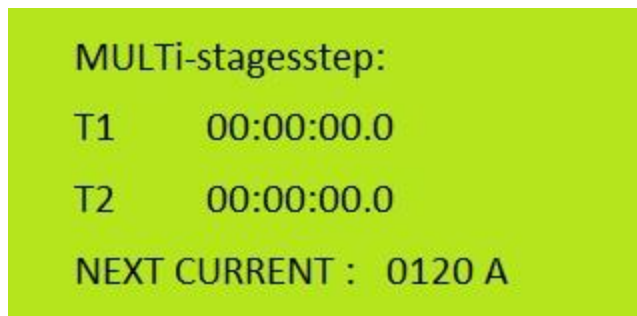 MULTi-stagesstep:
T1 00:00:00.0
T2 00:00:00.0
NEXT CURRENT : 0120 A